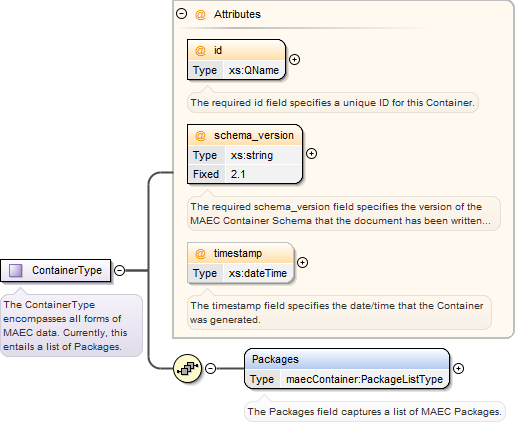 @ Attributes
@ id
Type xs:QName
The required id field specifies a unique ID for this Container.
@ schema_version
Type xs:string
Fixed 2.1
The required schema_version field specifies the version of the
MAEC Container Schema that the document has been written...
ContainerType
The ContainerType
encompasses all forms of
MAEC data. Currently, this
entails a list of Packages.
@ timestamp
Type xs:dateTime
The timestamp field specifies the date/time that the Container
was generated.
Packages
Type maecContainer:PackageListType
The Packages field captures a list of MAEC Packages.